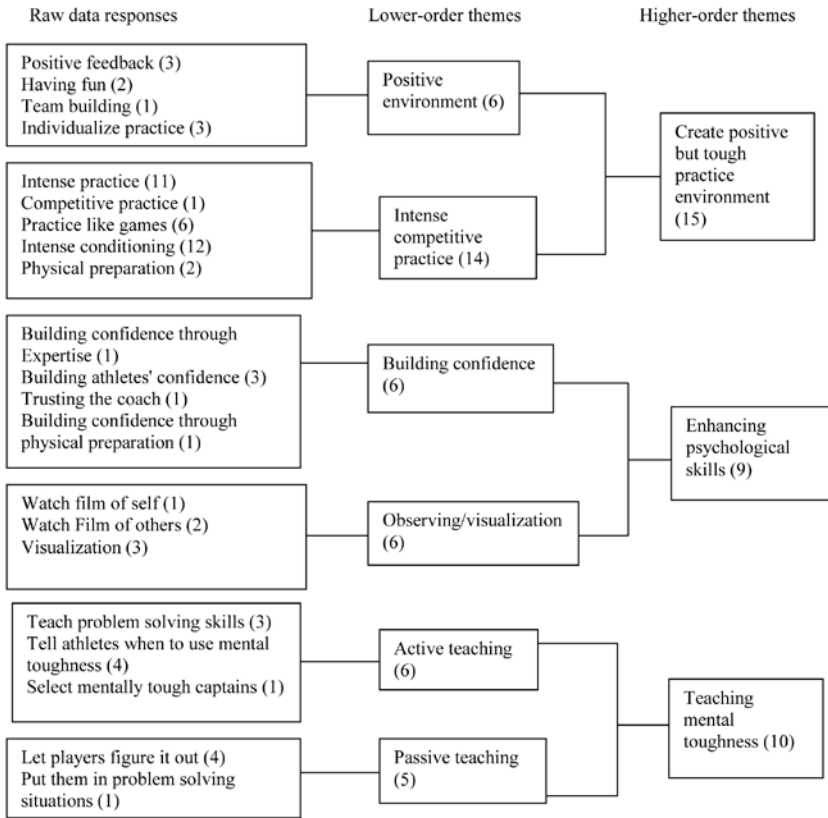 Raw data responses
Lower-order themes
Higher-order themes
Positive feedback (3)
Having fun (2)
Team building (1)
Individualize practice (3)
Positive
environment (6)
Create positive
but tough
practice
environment
(15)
Intense practice (11)
Competitive practice (1)
Practice like games (6)
Intense conditioning (12)
Physical preparation (2)
Intense
competitive
practice (14)
Building confidence through
Expertise (1)
Building athletes' confidence (3)
Trusting the coach (1)
Building confidence through
physical preparation (1)
Building confidence
(6)
Enhancing
psychological
skills (9)
Watch film of self (1)
Watch Film of others (2)
Visualization (3)
Observing/visualization
(6)
Teach problem solving skills (3)
Tell athletes when to use mental
toughness (4)
Select mentally tough captains (1)
Active teaching
(6)
Teaching
mental
toughness (10)
Let players figure it out (4)
Put them in problem solving
situations (1)
Passive teaching
(5)